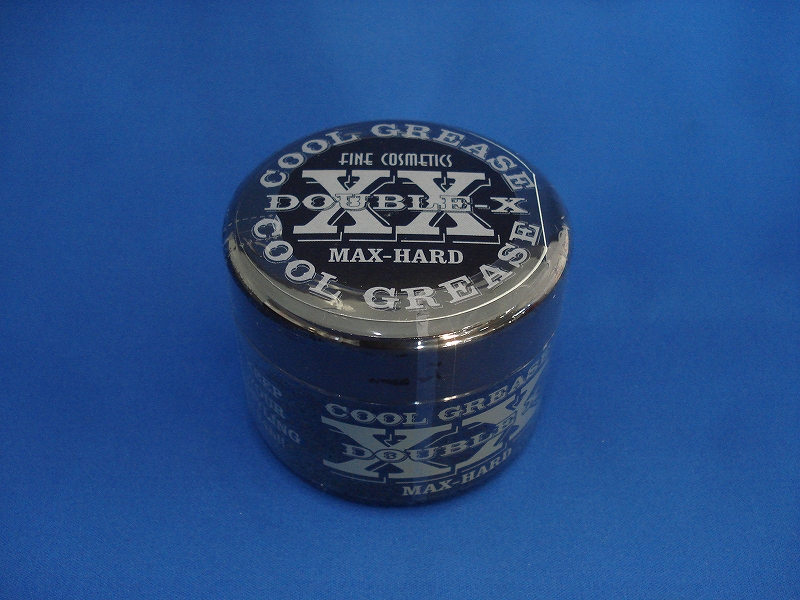 COOL GREASE
FINE COSMETICS
XX
DOUBLE-X
MAX-HARD
COOL GREASE
COOL GREASE
XX
DOUBLE
MAX-HARD